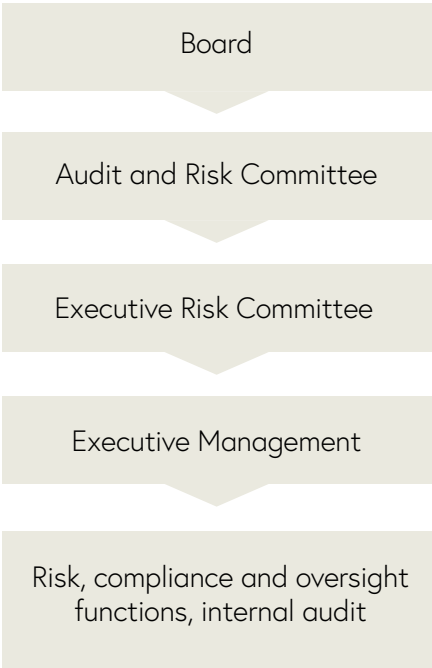 Board
Audit and Risk Committee
Executive Risk Committee
Executive Management
Risk, compliance and oversight
functions, internal audit